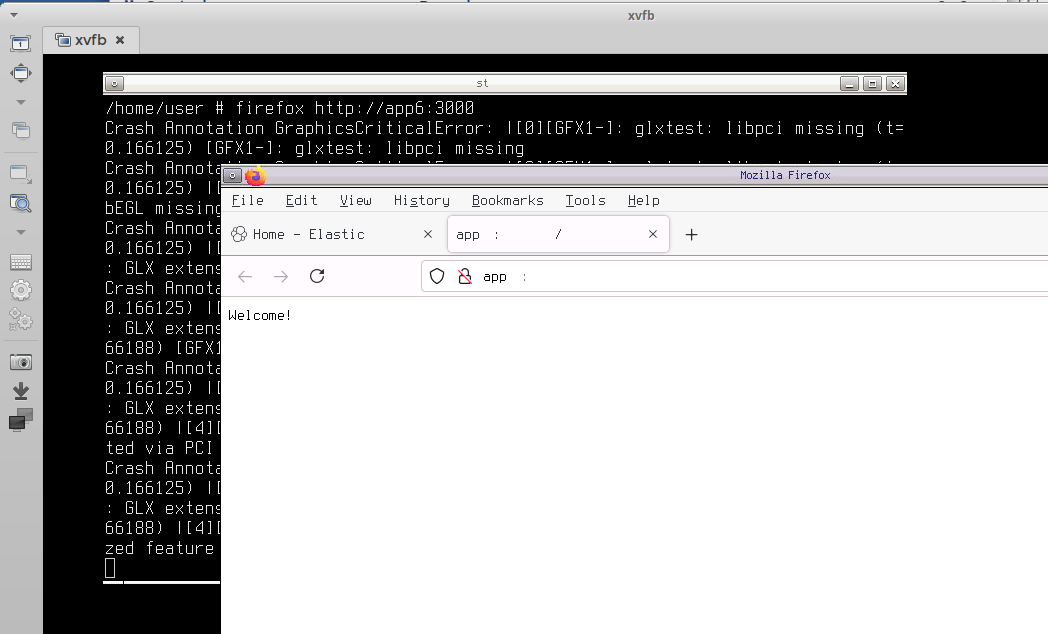 xvfb
xvfb
st
/home/user # firefox http://app6:3000
Crash Annotation GraphicsCriticalError: |[0][GFX1-]: glxtest: libpci missing (t=
0.166125) [GFX1-]: glxtest: libpci missing
Crash Annota
0.166125) |[
bEGL missing
Crash Annota
0.166125) |[
: GLX extens
Crash Annota
0.166125) |[
: GLX extens
66188) [GFX1
Crash Annota
0.166125) |[
: GLX extens
66188) |[4][
ted via PCI
Crash Annota
0.166125) |[
: GLX extens
66188) |[4][
zed feature
Mozilla Firefox
File Edit View History Bookmarks Tools Help
Home - Elastic
app : /
app :
Welcome!